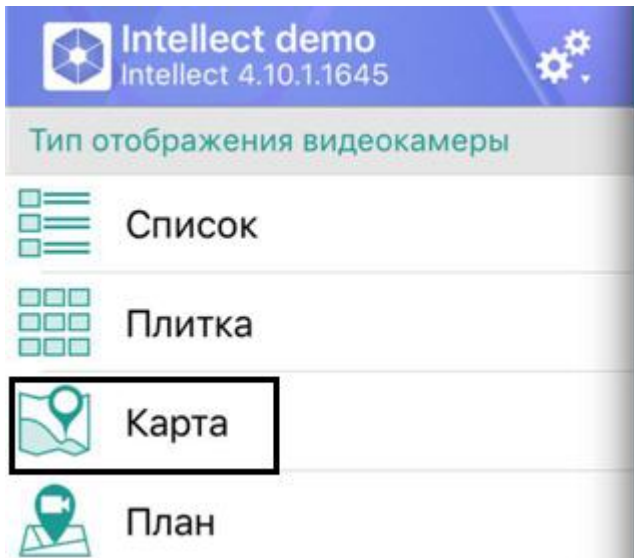 Intellect demo
Intellect 4.10.1.1645
Тип отображения видеокамеры
Список
Плитка
Карта
План